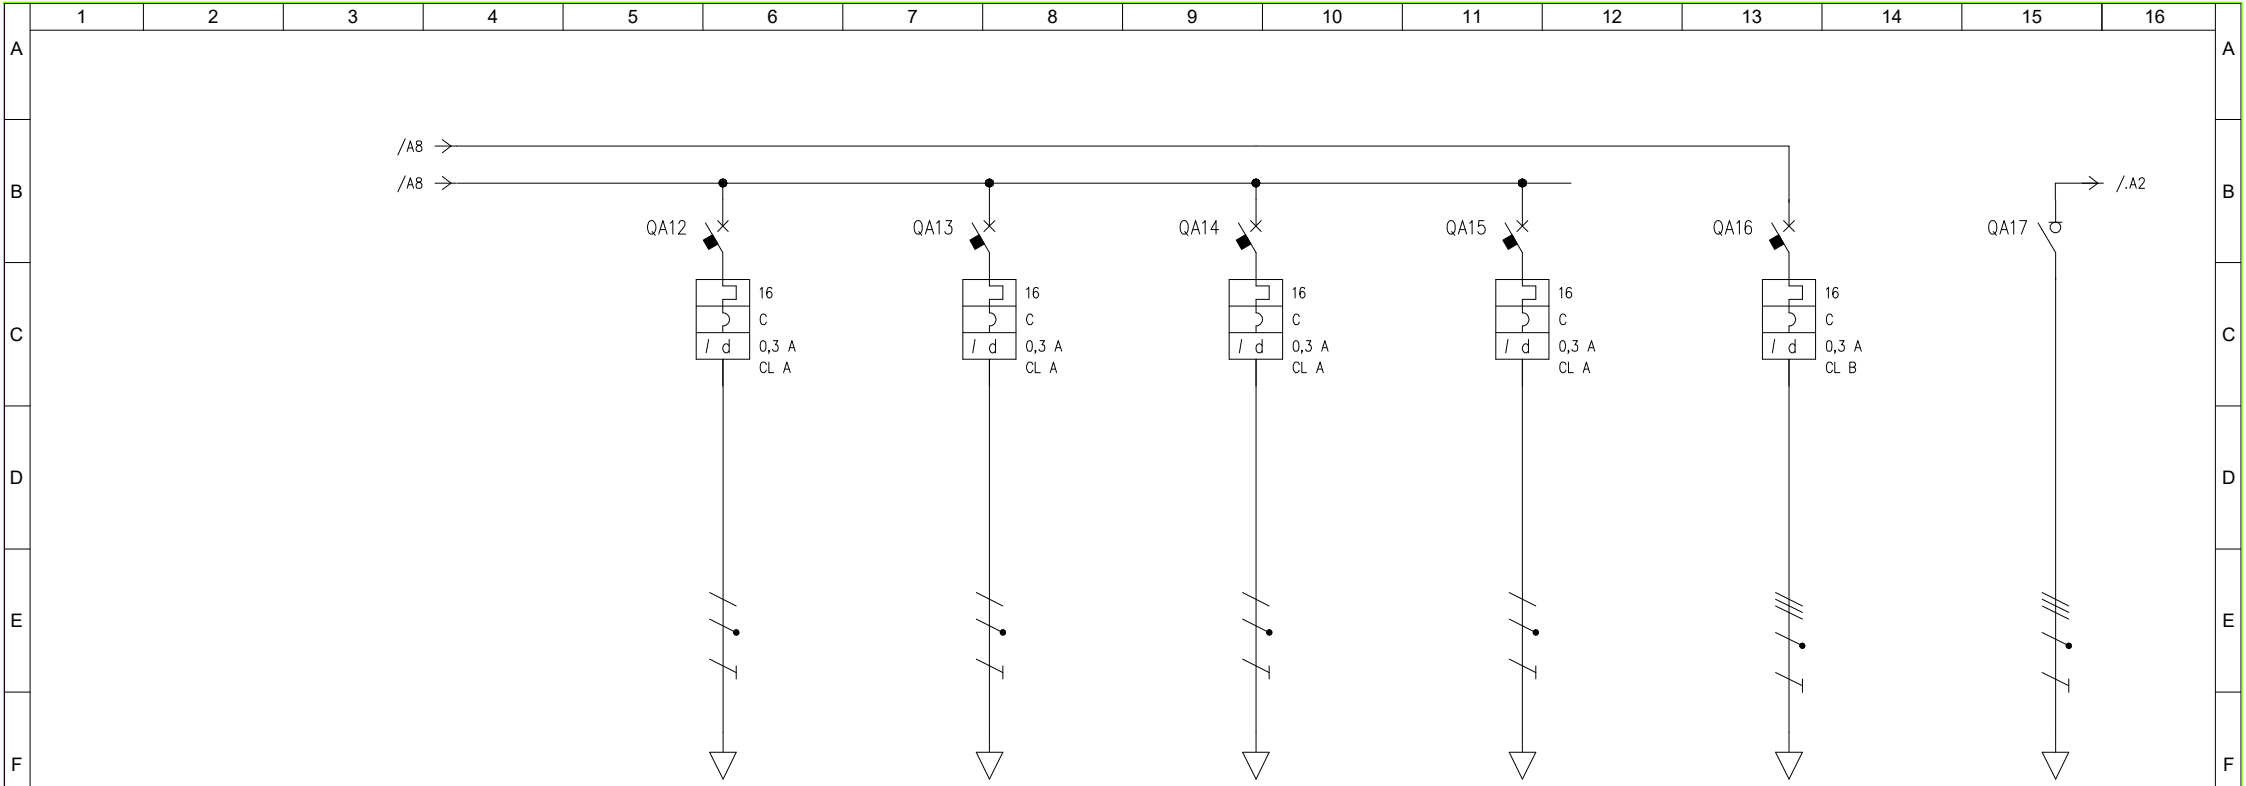 1 2 3 4 5 6 7 8 9 10 11 12 13 14 15 16
A A
/A8
/A8 /.A2
B B
QA12 QA13 QA14 QA15 QA16 QA17
16 16 16 16 16
C C C C C
C C
I d I d I d I d I d
0,3 A 0,3 A 0,3 A 0,3 A 0,3 A
CL A CL A CL A CL A CL B
D D
E E
F F